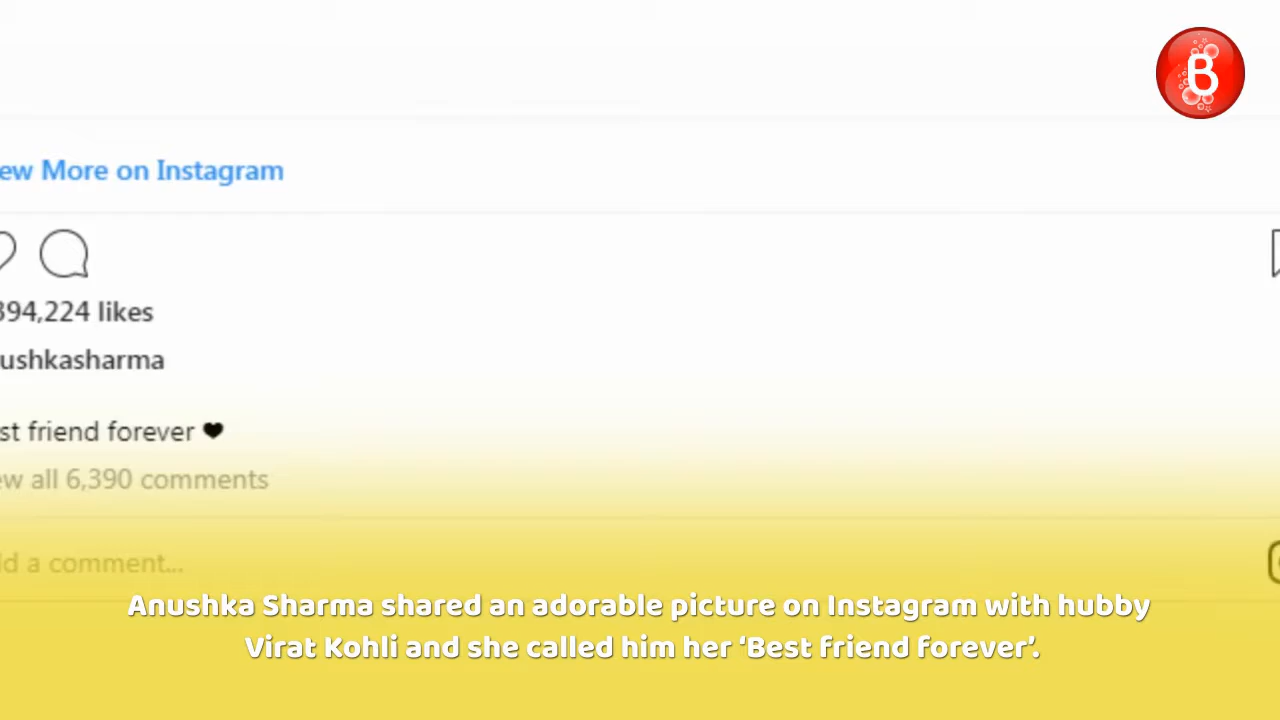 B
ew More on Instagram
394,224 likes
ushkasharma
st friend forever ❤
ew all 6,390 comments
d a comment...
Anushka Sharma shared an adorable picture on Instagram with hubby
Virat Kohli and she called him her ‘Best friend forever’.